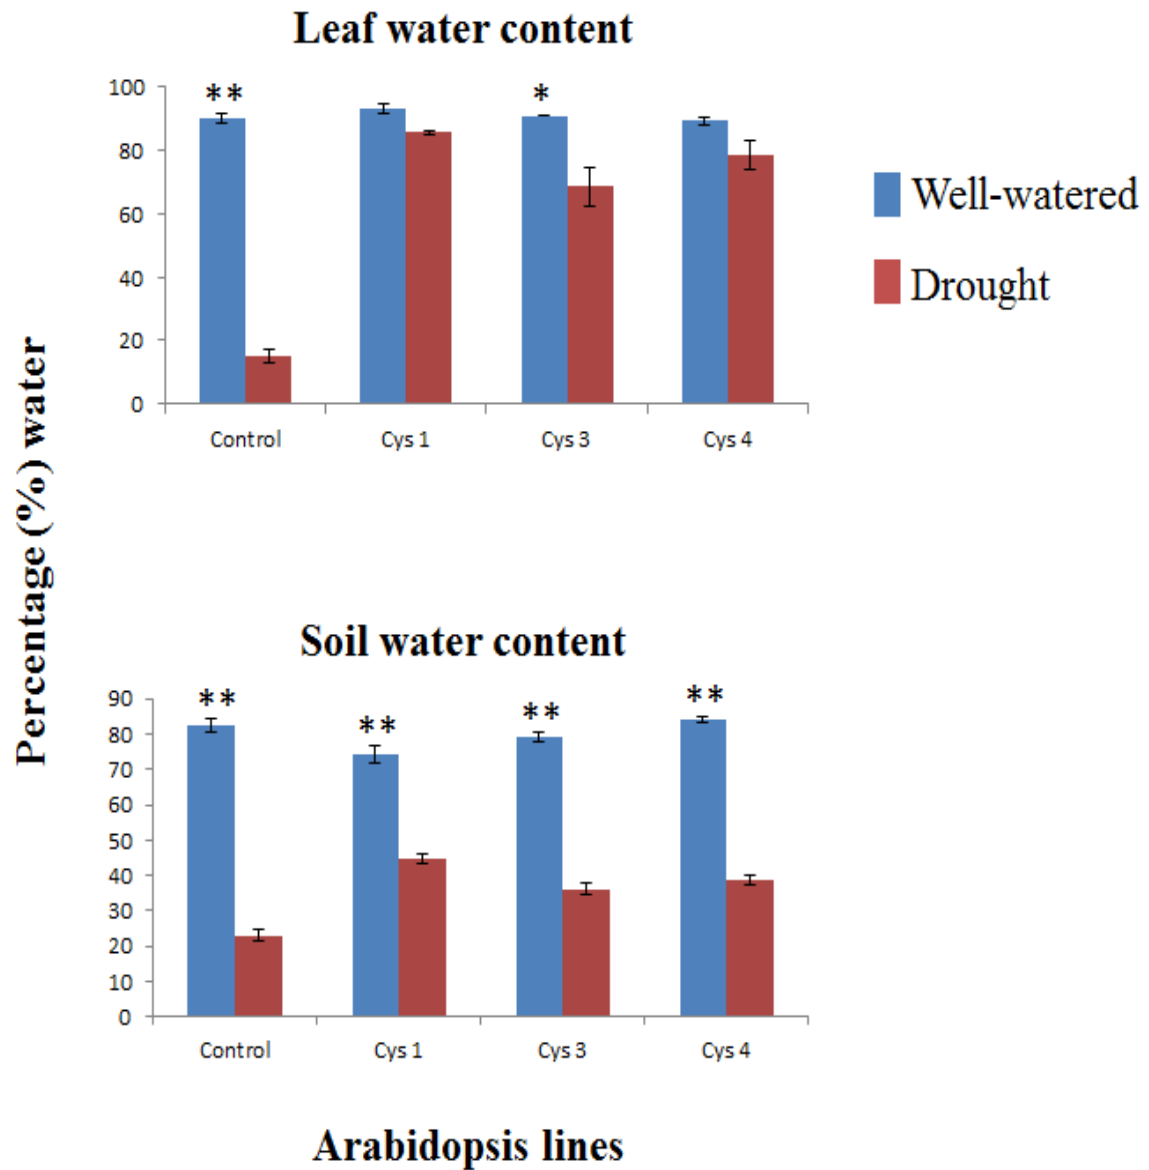 Leaf water content
100
80
60
40
20
0
** *
Control Cys 1 Cys 3 Cys 4
Well-watered
Drought
Percentage (%) water
Soil water content
90
80
70
60
50
40
30
20
10
0
** ** ** **
Control Cys 1 Cys 3 Cys 4
Arabidopsis lines